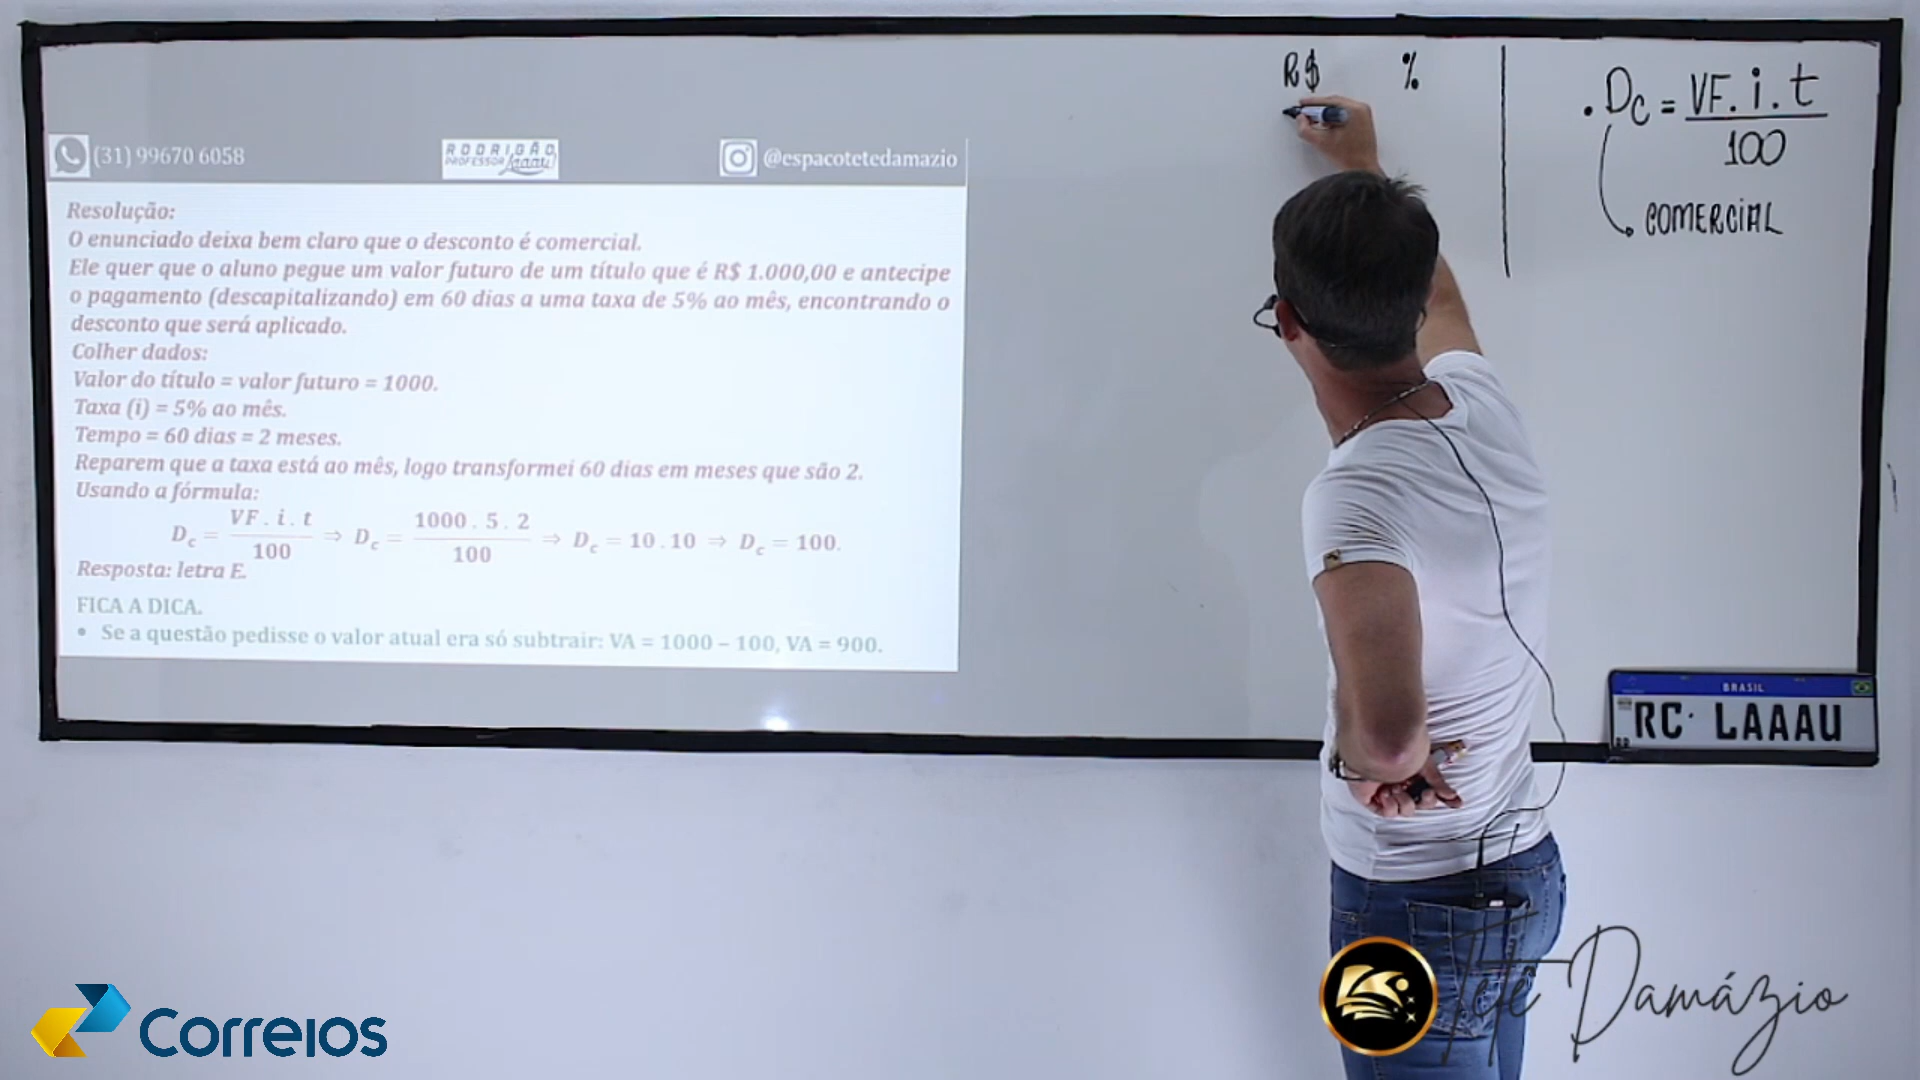 R$ %
. Dc = VF. i. t
100
COMERCIAL
(31) 99670 6058
RODRIGÃO
PROFESSOR Laaau!
@espacotetedamazio
Resolução:
O enunciado deixa bem claro que o desconto é comercial.
Ele quer que o aluno pegue um valor futuro de um título que é R$ 1.000,00 e antecipe
o pagamento (descapitalizando) em 60 dias a uma taxa de 5% ao mês, encontrando o
desconto que será aplicado.
Colher dados:
Valor do título = valor futuro = 1000.
Taxa (i) = 5% ao mês.
Tempo = 60 dias = 2 meses.
Reparem que a taxa está ao mês, logo transformei 60 dias em meses que são 2.
Usando a fórmula:
Dc = VF . i . t / 100 ⇒ Dc = 1000 . 5 . 2 / 100 ⇒ Dc = 10 . 10 ⇒ Dc = 100.
Resposta: letra E.
FICA A DICA.
• Se a questão pedisse o valor atual era só subtrair: VA = 1000 – 100, VA = 900.
BRASIL
BR
RC· LAAAU
Correios
Tetê Damázio